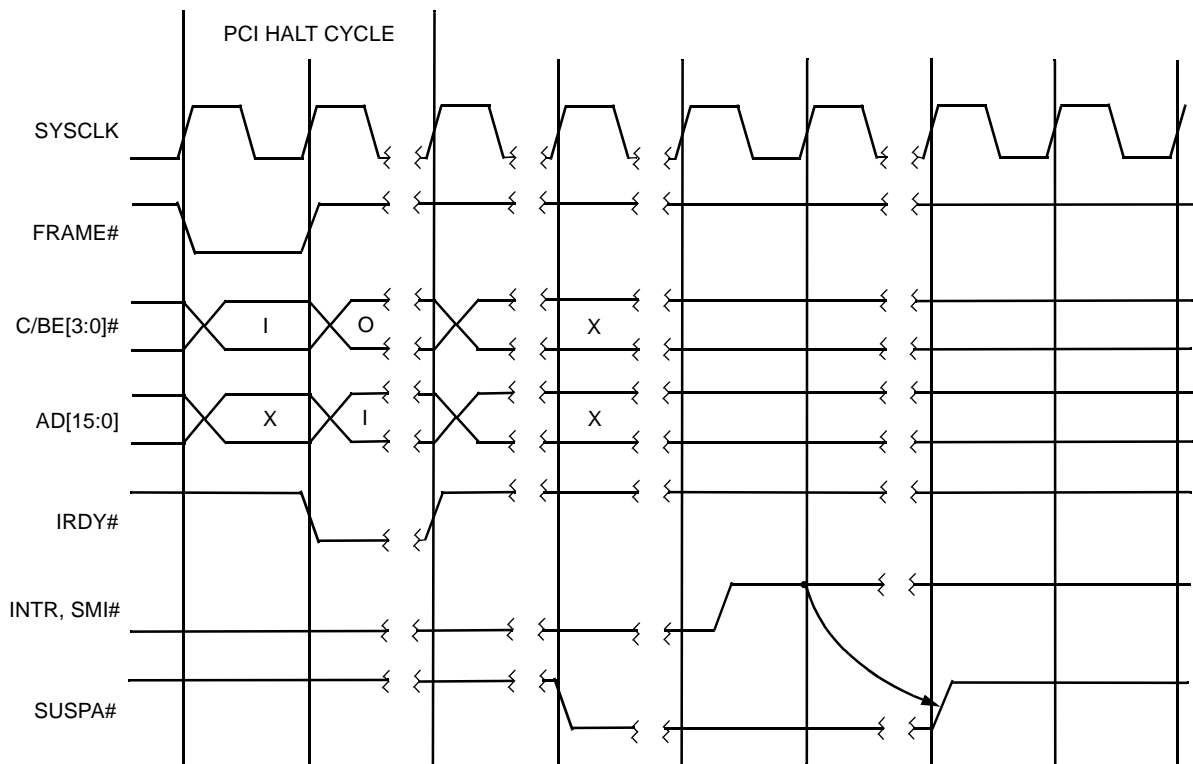 PCI HALT CYCLE
SYSCLK
FRAME#
C/BE[3:0]# I O X
AD[15:0] X I X
IRDY#
INTR, SMI#
SUSPA#